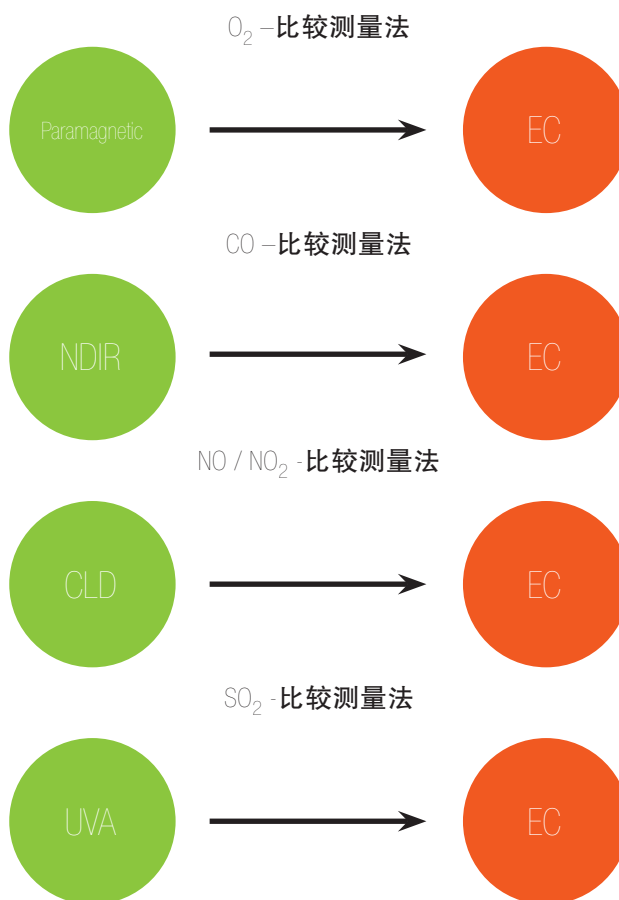 O₂ –比较测量法
Paramagnetic
EC
CO –比较测量法
NDIR
EC
NO / NO₂ -比较测量法
CLD
EC
SO₂ -比较测量法
UVA
EC